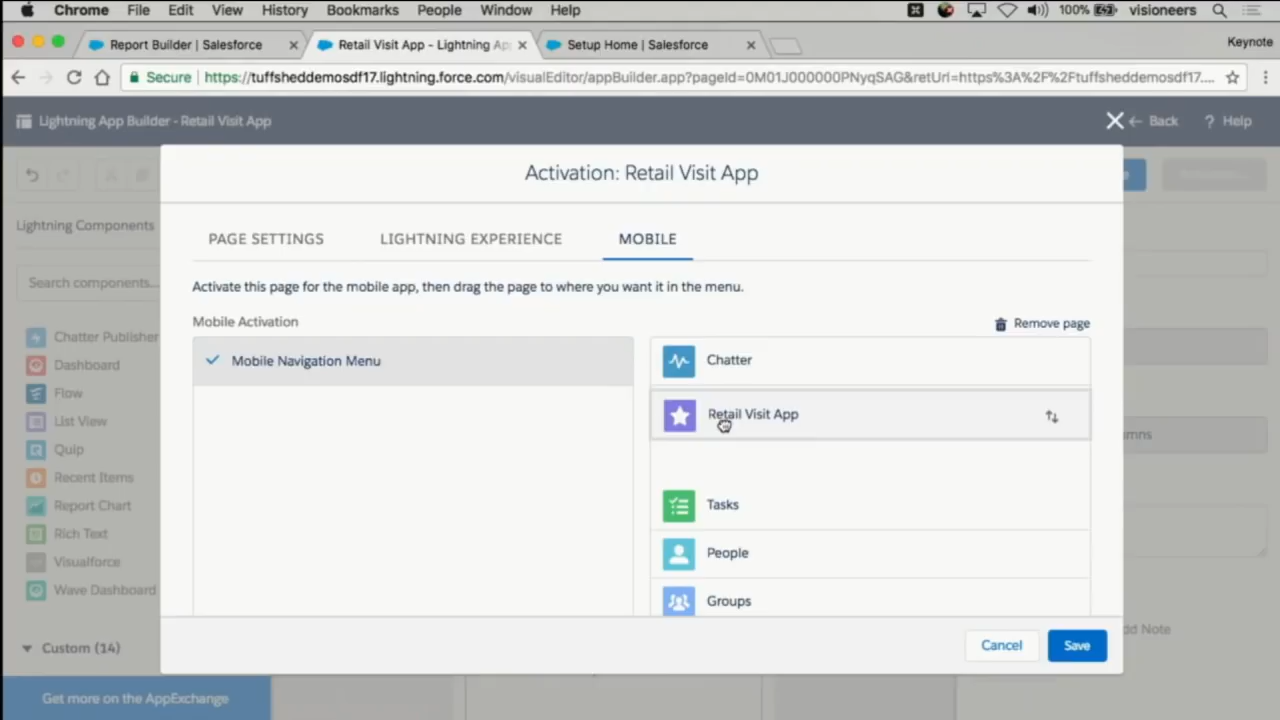 Chrome File Edit View History Bookmarks People Window Help 100% visioneers
Report Builder | Salesforce Retail Visit App - Lightning Ap Setup Home | Salesforce Keynote
Secure https://tuffsheddemosdf17.lightning.force.com/visualEditor/appBuilder.app?pageId=0M01J000000PNyqSAG&retUrl=https%3A%2F%2Ftuffsheddemosdf17....
Lightning App Builder - Retail Visit App Back ? Help
Activation: Retail Visit App
Lightning Components
PAGE SETTINGS LIGHTNING EXPERIENCE MOBILE
Search components...
Activate this page for the mobile app, then drag the page to where you want it in the menu.
Mobile Activation Remove page
Chatter Publisher
Dashboard
Flow
List View
Quip
Recent Items
Report Chart
Rich Text
Visualforce
Wave Dashboard
Mobile Navigation Menu
Chatter
Retail Visit App
Tasks
People
Groups
mns
dd Note
Cancel Save
Custom (14)
Get more on the AppExchange